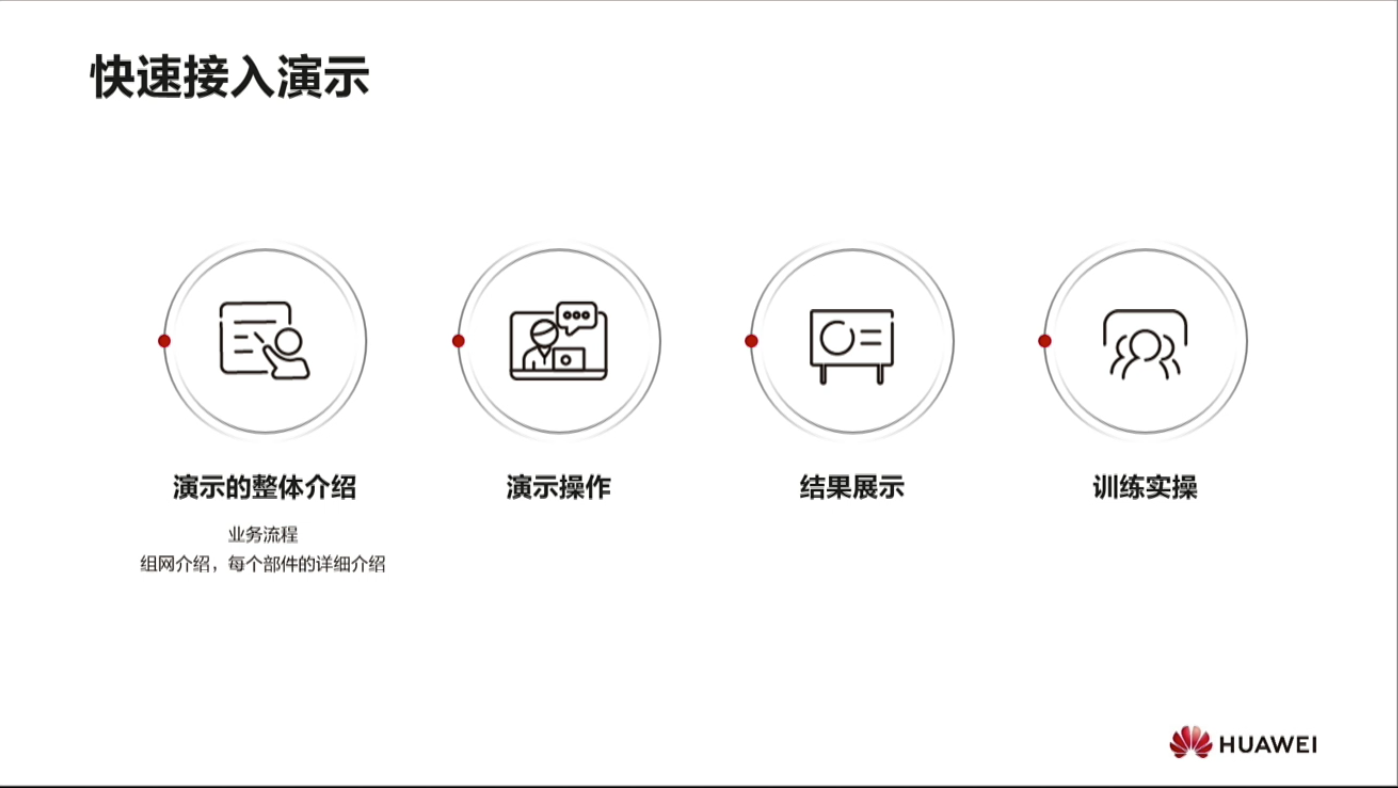 快速接入演示
演示的整体介绍
业务流程
组网介绍，每个部件的详细介绍
演示操作
结果展示
训练实操
HUAWEI